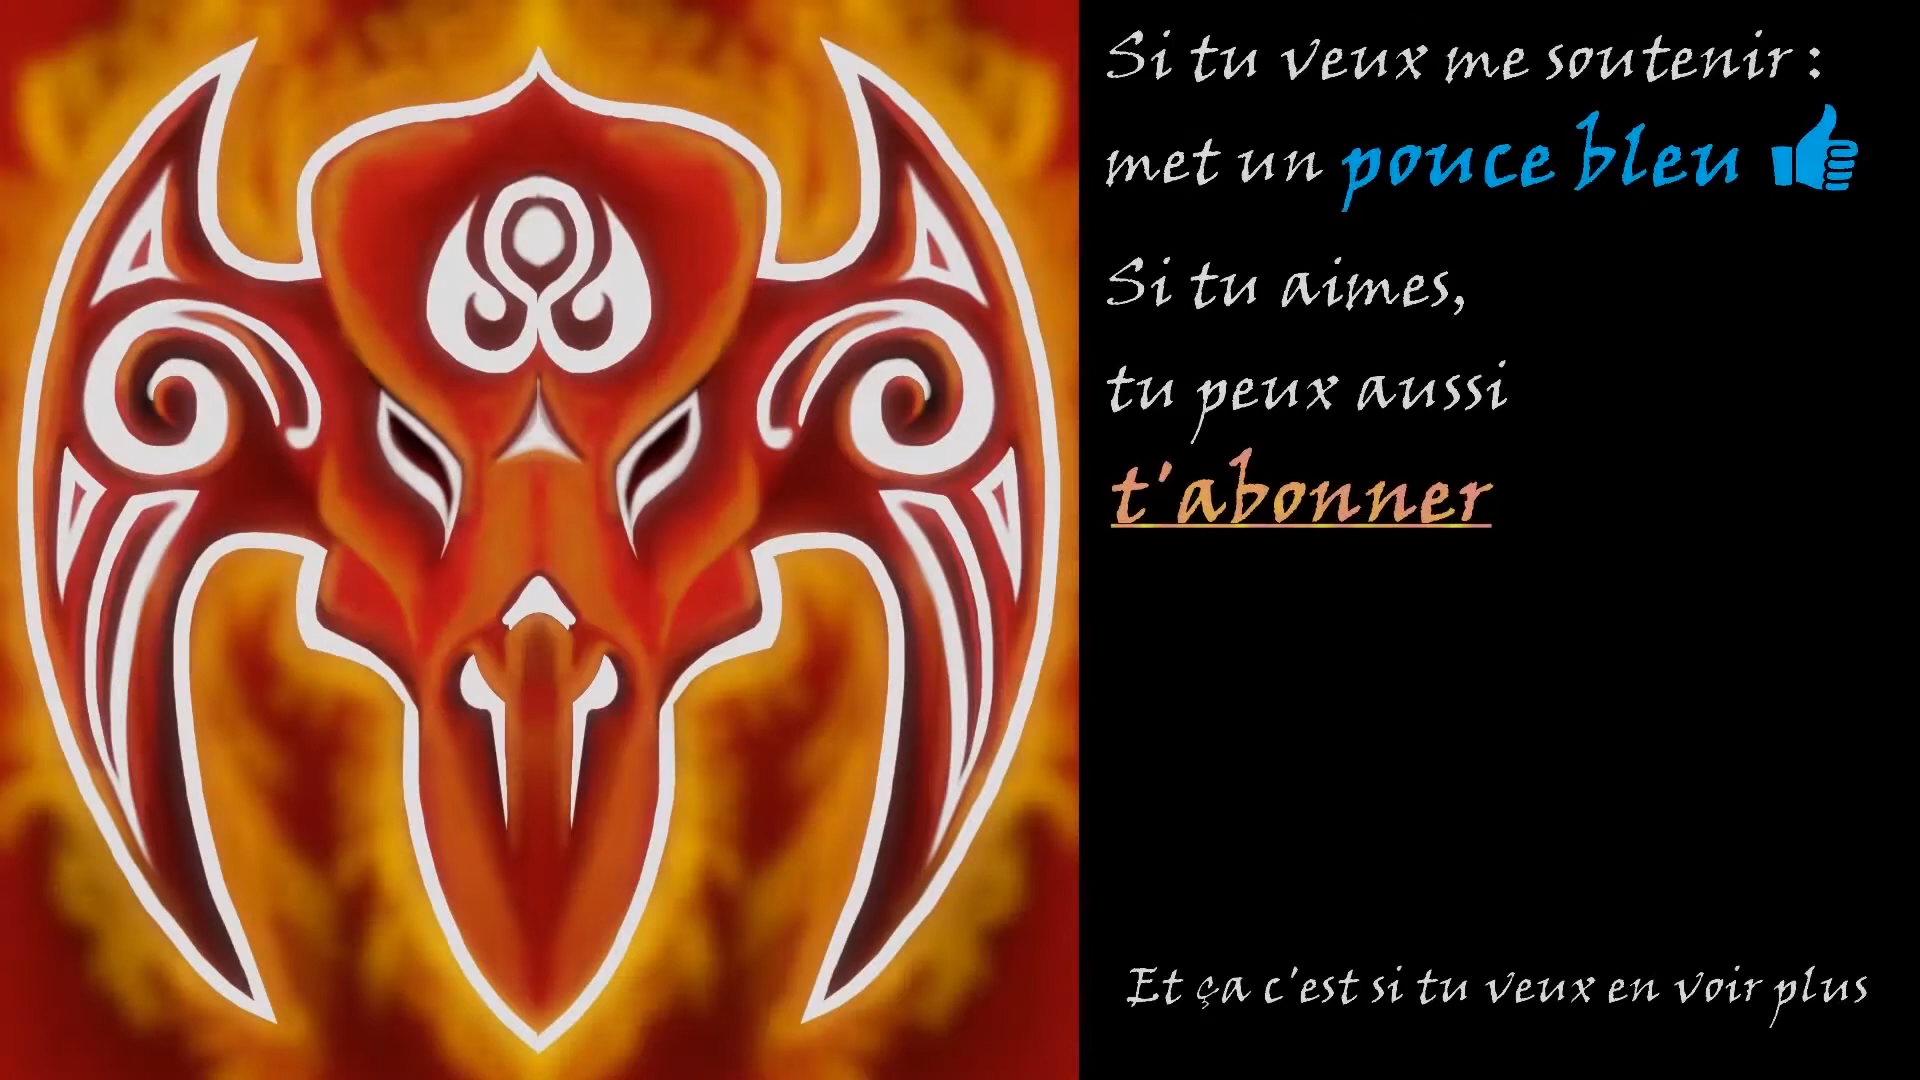 Si tu veux me soutenir :
met un pouce bleu
Si tu aimes,
tu peux aussi
t'abonner
Et ça c'est si tu veux en voir plus